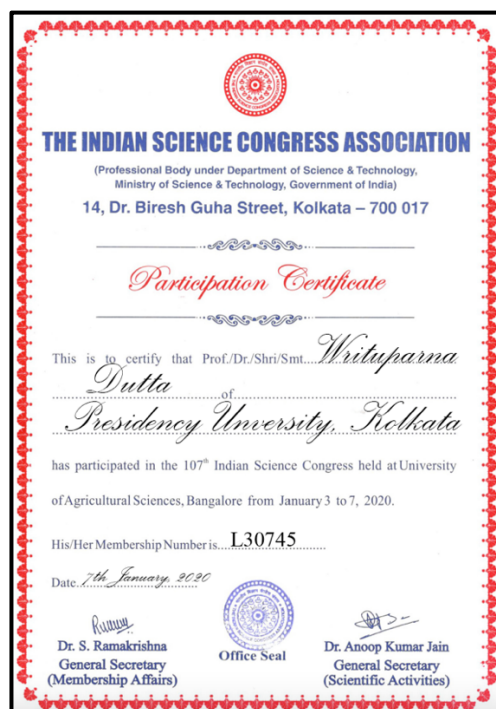 THE INDIAN SCIENCE CONGRESS ASSOCIATION
(Professional Body under Department of Science & Technology,
Ministry of Science & Technology, Government of India)
14, Dr. Biresh Guha Street, Kolkata – 700 017
Participation Certificate
This is to certify that Prof./Dr./Shri/Smt....Writuparna
Dutta of
Presidency Unversity, Kolkata
has participated in the 107th Indian Science Congress held at University
of Agricultural Sciences, Bangalore from January 3 to 7, 2020.
His/Her Membership Number is...L30745
Date..7th January, 2020
Dr. S. Ramakrishna
General Secretary
(Membership Affairs)
Office Seal
Dr. Anoop Kumar Jain
General Secretary
(Scientific Activities)